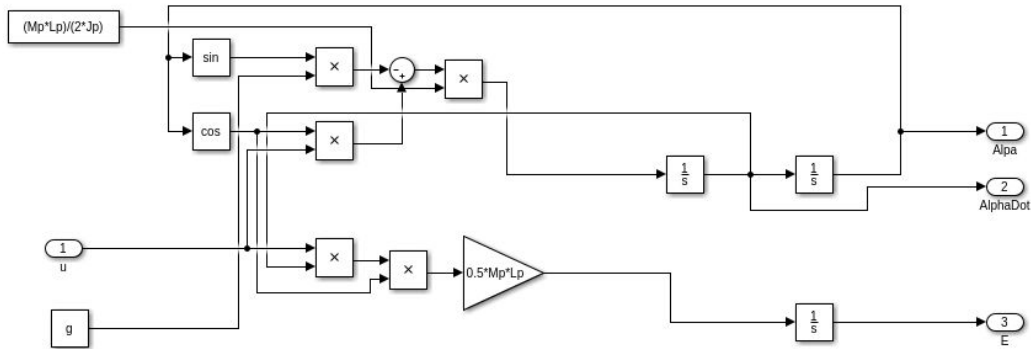 (Mp*Lp)/(2*Jp)
sin
×
-
+
×
cos
×
1
s
1
s
1
Alpa
2
AlphaDot
1
u
×
×
0.5*Mp*Lp
g
1
s
3
E